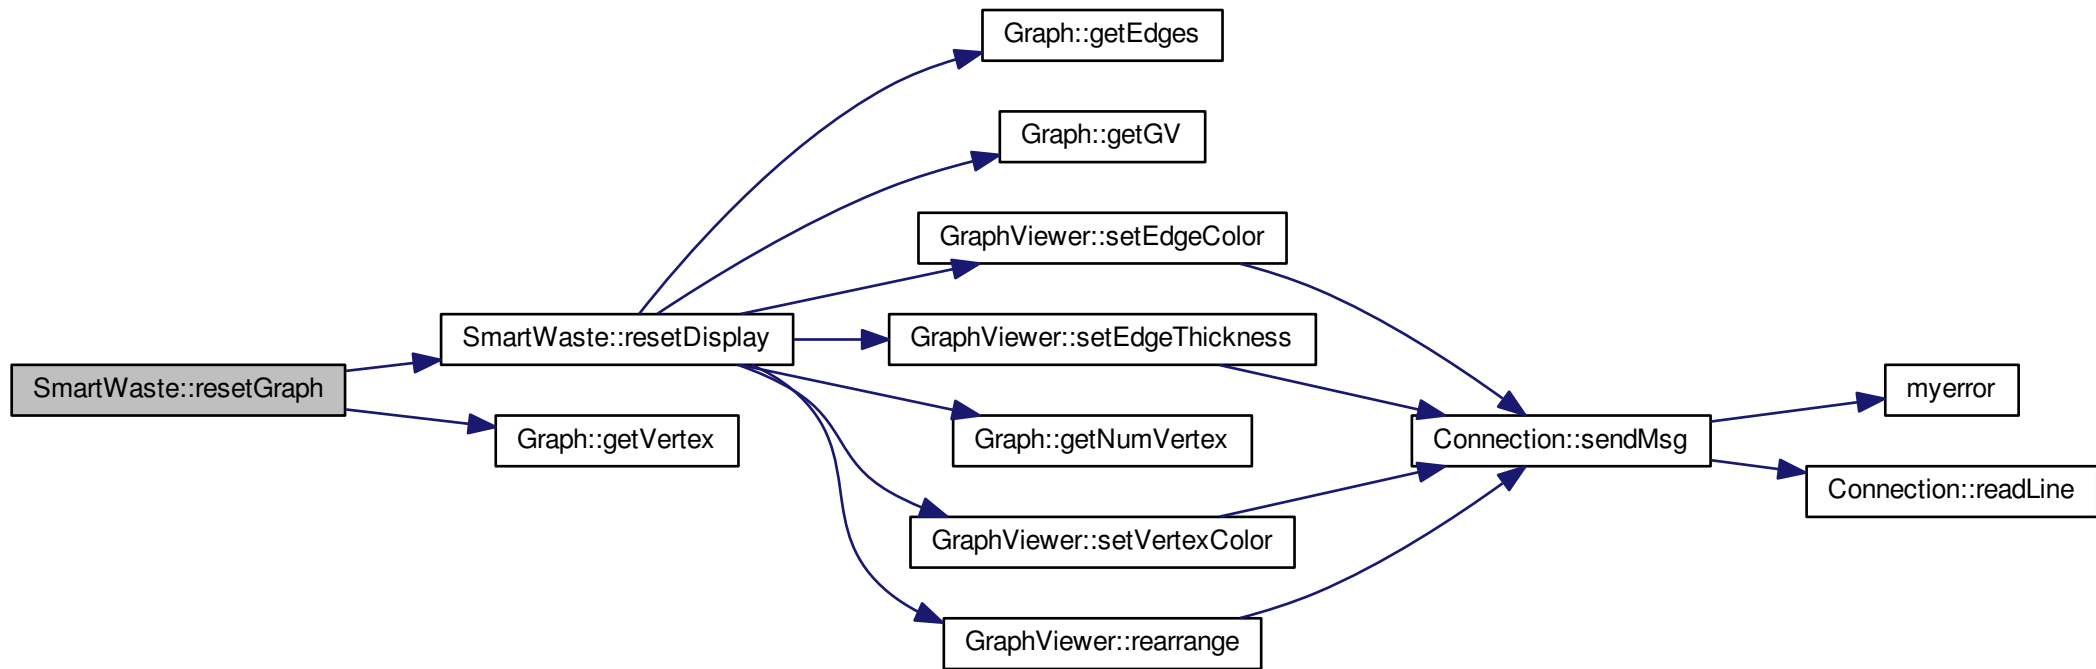 Graph::getEdges
Graph::getGV
GraphViewer::setEdgeColor
SmartWaste::resetDisplay
GraphViewer::setEdgeThickness
SmartWaste::resetGraph
myerror
Graph::getVertex
Graph::getNumVertex
Connection::sendMsg
Connection::readLine
GraphViewer::setVertexColor
GraphViewer::rearrange